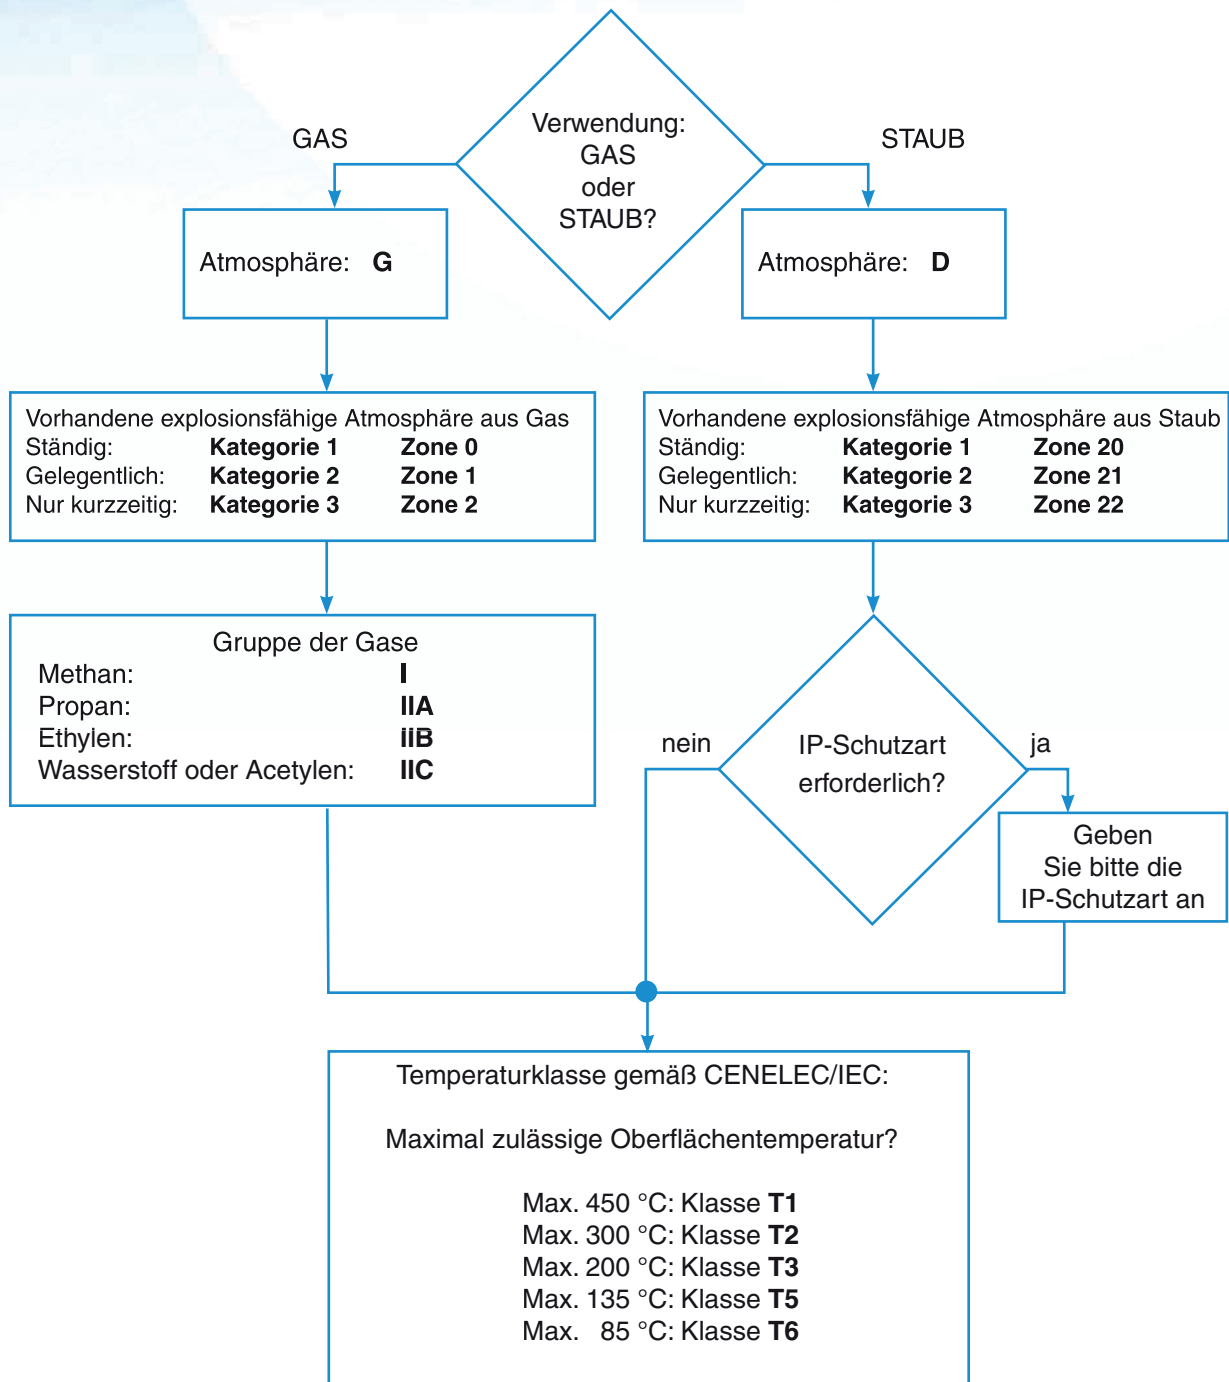 Verwendung:
GAS
oder
STAUB?
GAS
STAUB
Atmosphäre: G
Atmosphäre: D
Vorhandene explosionsfähige Atmosphäre aus Gas
Ständig: Kategorie 1 Zone 0
Gelegentlich: Kategorie 2 Zone 1
Nur kurzzeitig: Kategorie 3 Zone 2
Vorhandene explosionsfähige Atmosphäre aus Staub
Ständig: Kategorie 1 Zone 20
Gelegentlich: Kategorie 2 Zone 21
Nur kurzzeitig: Kategorie 3 Zone 22
Gruppe der Gase
Methan: I
Propan: IIA
Ethylen: iiB
Wasserstoff oder Acetylen: IIC
nein
IP-Schutzart
erforderlich?
ja
Geben
Sie bitte die
IP-Schutzart an
Temperaturklasse gemäß CENELEC/IEC:
Maximal zulässige Oberflächentemperatur?
Max. 450 °C: Klasse T1
Max. 300 °C: Klasse T2
Max. 200 °C: Klasse T3
Max. 135 °C: Klasse T5
Max. 85 °C: Klasse T6